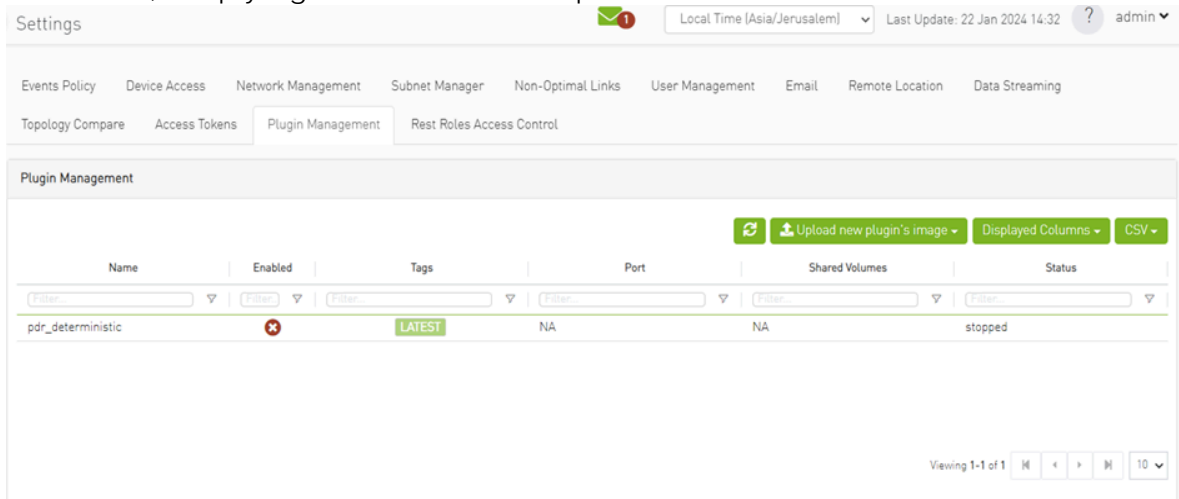 Settings 1 Local Time (Asia/Jerusalem) Last Update: 22 Jan 2024 14:32 ? admin
Events Policy Device Access Network Management Subnet Manager Non-Optimal Links User Management Email Remote Location Data Streaming
Topology Compare Access Tokens Plugin Management Rest Roles Access Control
Plugin Management
Upload new plugin's image Displayed Columns CSV
Name Enabled Tags Port Shared Volumes Status
Filter... Filter... Filter... Filter... Filter... Filter...
pdr_deterministic LATEST NA NA stopped
Viewing 1-1 of 1 10